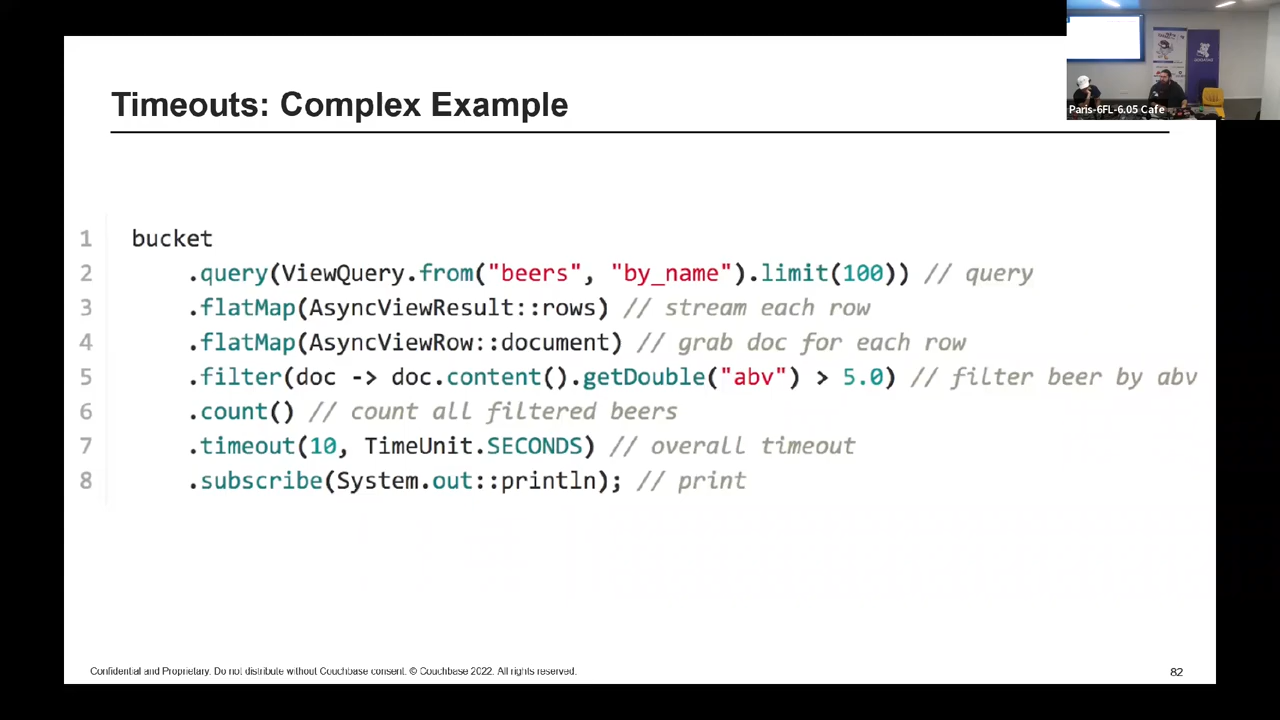 Timeouts: Complex Example
Paris-6FL-6.05 Cafe
1 bucket
2 .query(ViewQuery.from("beers", "by_name").limit(100)) // query
3 .flatMap(AsyncViewResult::rows) // stream each row
4 .flatMap(AsyncViewRow::document) // grab doc for each row
5 .filter(doc -> doc.content().getDouble("abv") > 5.0) // filter beer by abv
6 .count() // count all filtered beers
7 .timeout(10, TimeUnit.SECONDS) // overall timeout
8 .subscribe(System.out::println); // print
Confidential and Proprietary. Do not distribute without Couchbase consent. © Couchbase 2022. All rights reserved.
82